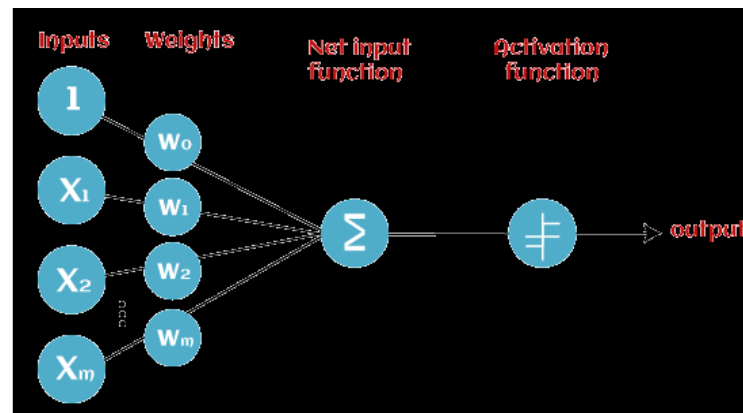 Inputs Weights
Net input
function
Activation
function
1
W0
X1
W1
Σ
output
X2
W2
Xm
Wm